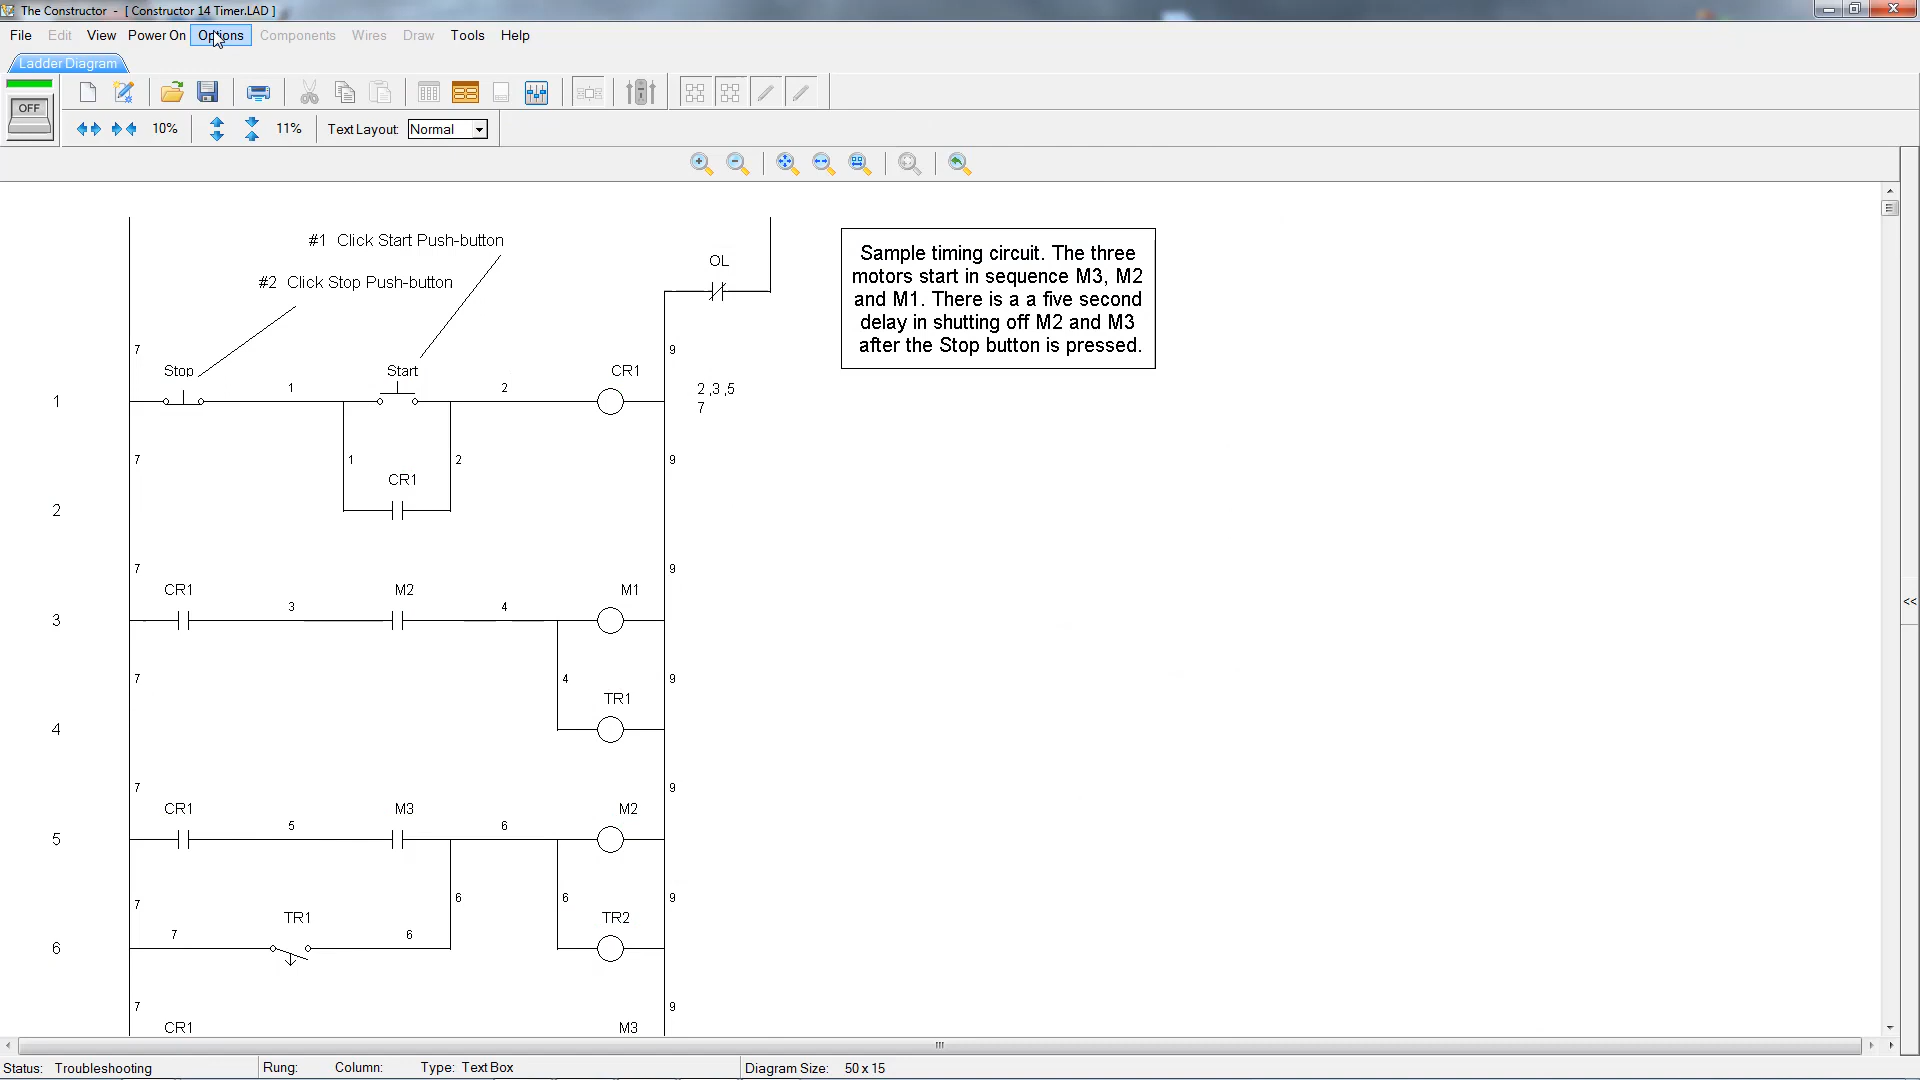 The Constructor - [ Constructor 14 Timer.LAD ]
File Edit View Power On Options Components Wires Draw Tools Help
Ladder Diagram
OFF
10% 11% Text Layout: Normal
#1 Click Start Push-button
#2 Click Stop Push-button
OL
Sample timing circuit. The three
motors start in sequence M3, M2
and M1. There is a a five second
delay in shutting off M2 and M3
after the Stop button is pressed.
7 9
Stop Start CR1
1 2
2 ,3 ,5
7
1
7 1 2 9
CR1
2
7 9
CR1 M2 M1
3 4
3
7 4 9
TR1
4
7 9
CR1 M3 M2
5 6
5
7 6 6 9
TR1 TR2
7 6
6
7 9
CR1 M3
<<
Status: Troubleshooting Rung: Column: Type: Text Box Diagram Size: 50 x 15